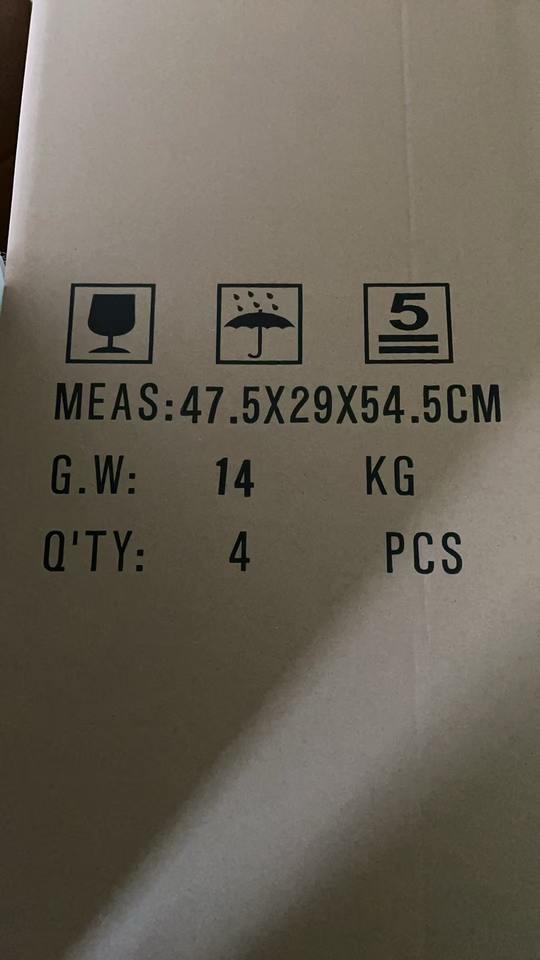 5
MEAS:47.5X29X54.5CM
G.W: 14 KG
Q'TY: 4 PCS